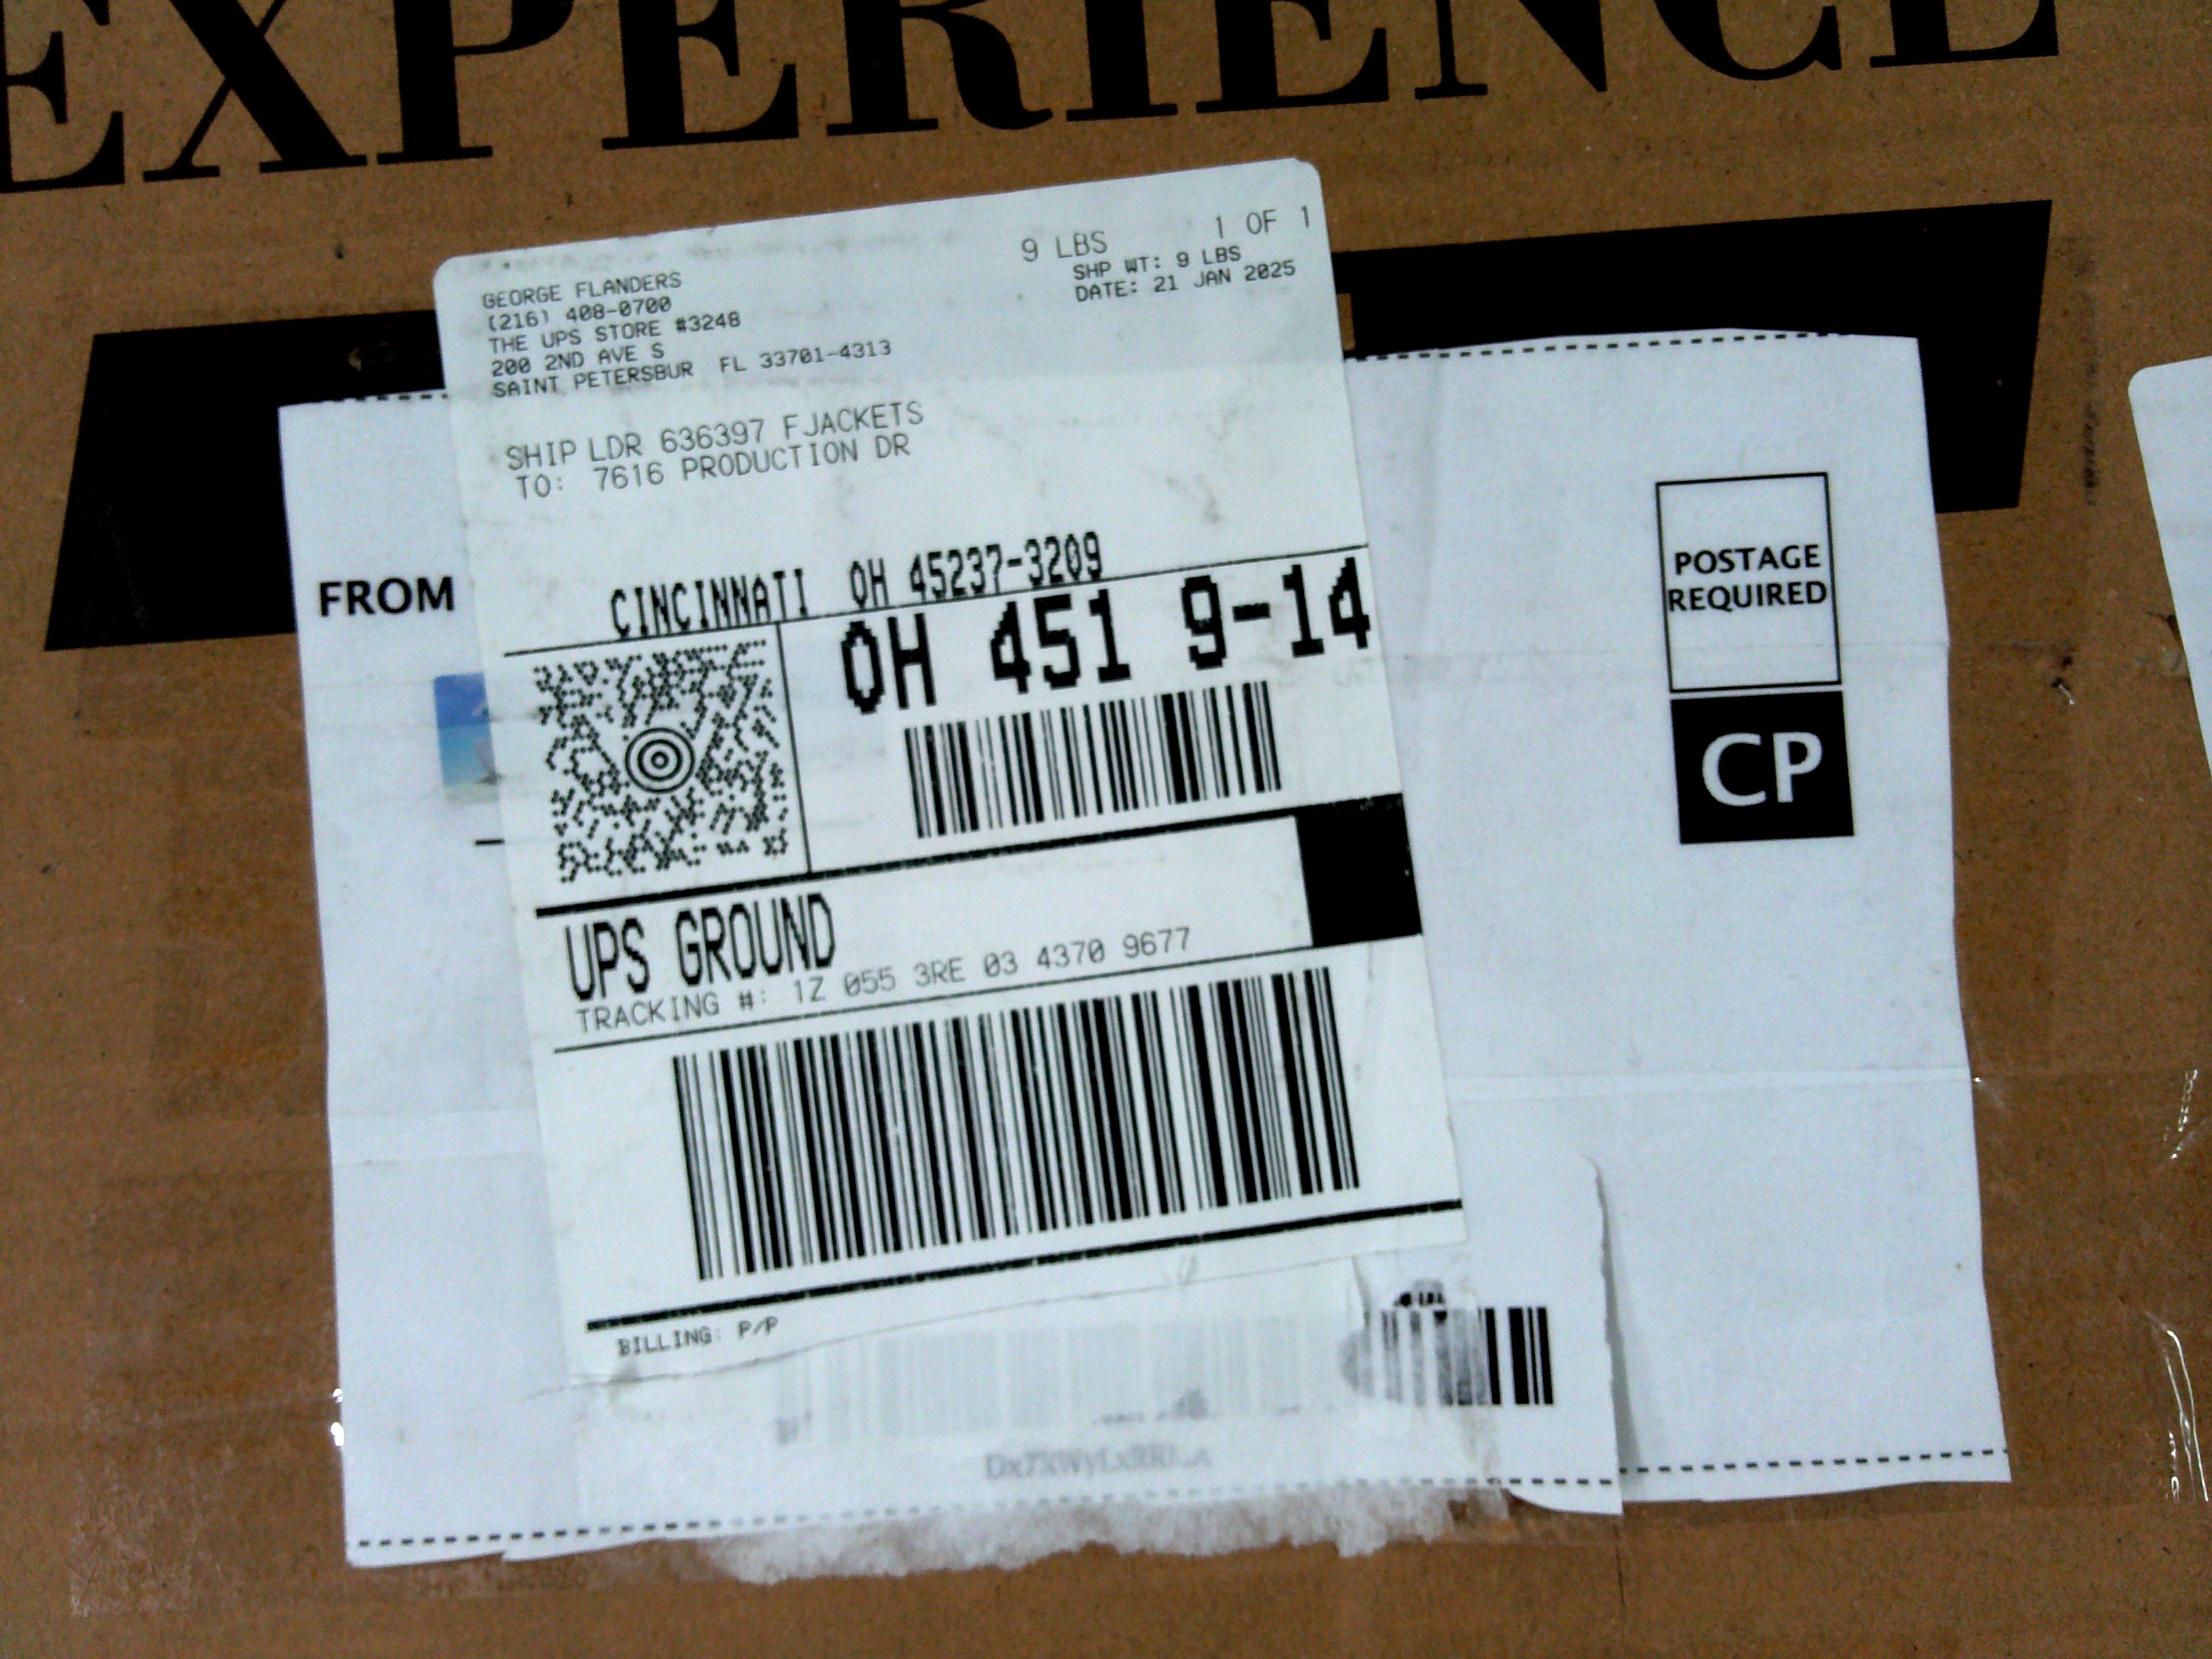 EXPERIENCE
GEORGE FLANDERS
(216) 408-0700
THE UPS STORE #3248
200 2ND AVE S
SAINT PETERSBUR FL 33701-4313
9 LBS 1 OF 1
SHP WT: 9 LBS
DATE: 21 JAN 2025
SHIP LDR 636397 FJACKETS
TO: 7616 PRODUCTION DR
CINCINNATI OH 45237-3209
OH 451 9-14
UPS GROUND
TRACKING #: 1Z 055 3RE 03 4370 9677
BILLING: P/P
FROM
POSTAGE
REQUIRED
CP